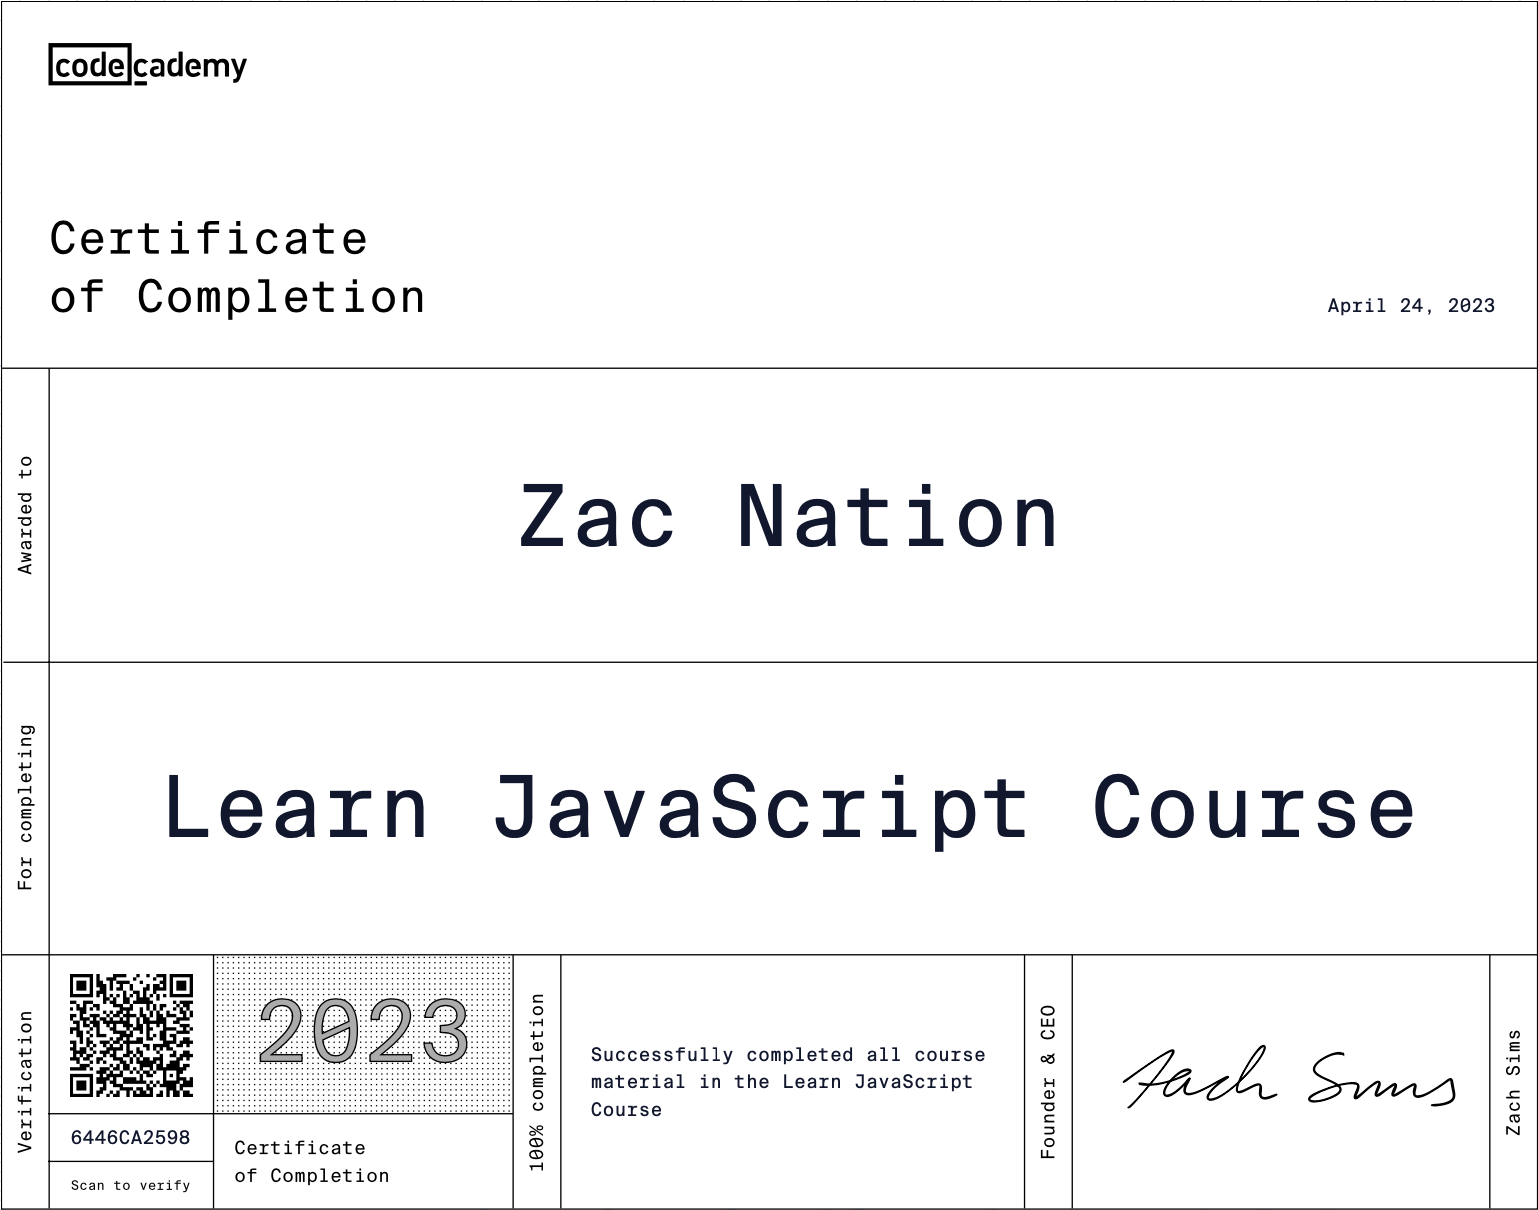 codecademy
Certificate
of Completion
April 24, 2023
Awarded to
Zac Nation
For completing
Learn JavaScript Course
Verification
6446CA2598
Scan to verify
2023
Certificate
of Completion
100% completion
Successfully completed all course
material in the Learn JavaScript
Course
Founder & CEO
Zach Sims
Zach Sims